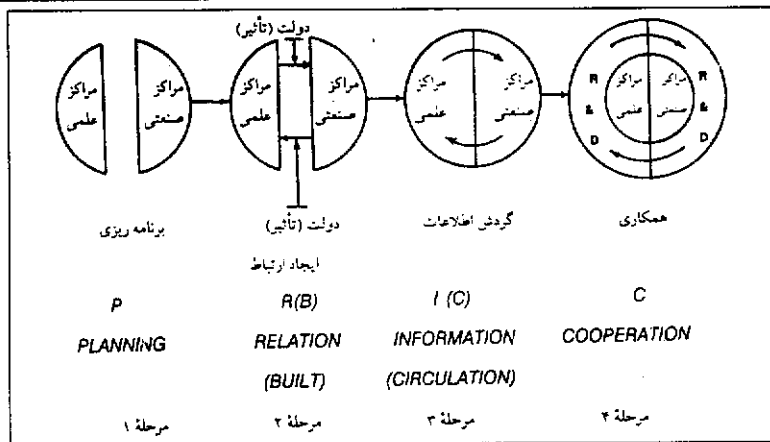 دولت (تأثیر)
مراکز
علمی
مراکز
صنعتی
مراکز
علمی
مراکز
صنعتی
مراکز
علمی
مراکز
صنعتی
R
&
D
مراکز
علمی
مراکز
صنعتی
R
&
D
برنامه ریزی
دولت (تأثیر)
ایجاد ارتباط
گردش اطلاعات
همکاری
P
R(B)
I (C)
C
PLANNING
RELATION
(BUILT)
INFORMATION
(CIRCULATION)
COOPERATION
مرحلهٔ ۱
مرحلهٔ ۲
مرحلهٔ ۳
مرحلهٔ ۴